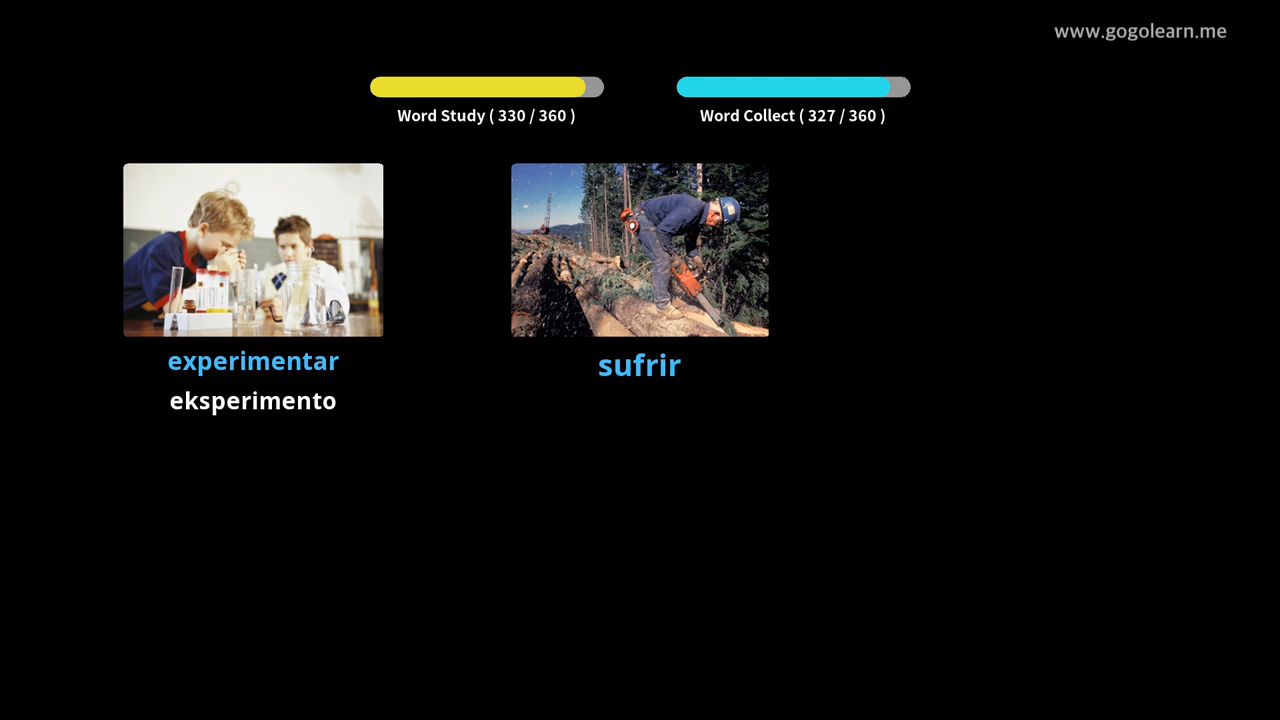 www.gogolearn.me
Word Study ( 330 / 360 )
Word Collect ( 327 / 360 )
experimentar
eksperimento
sufrir